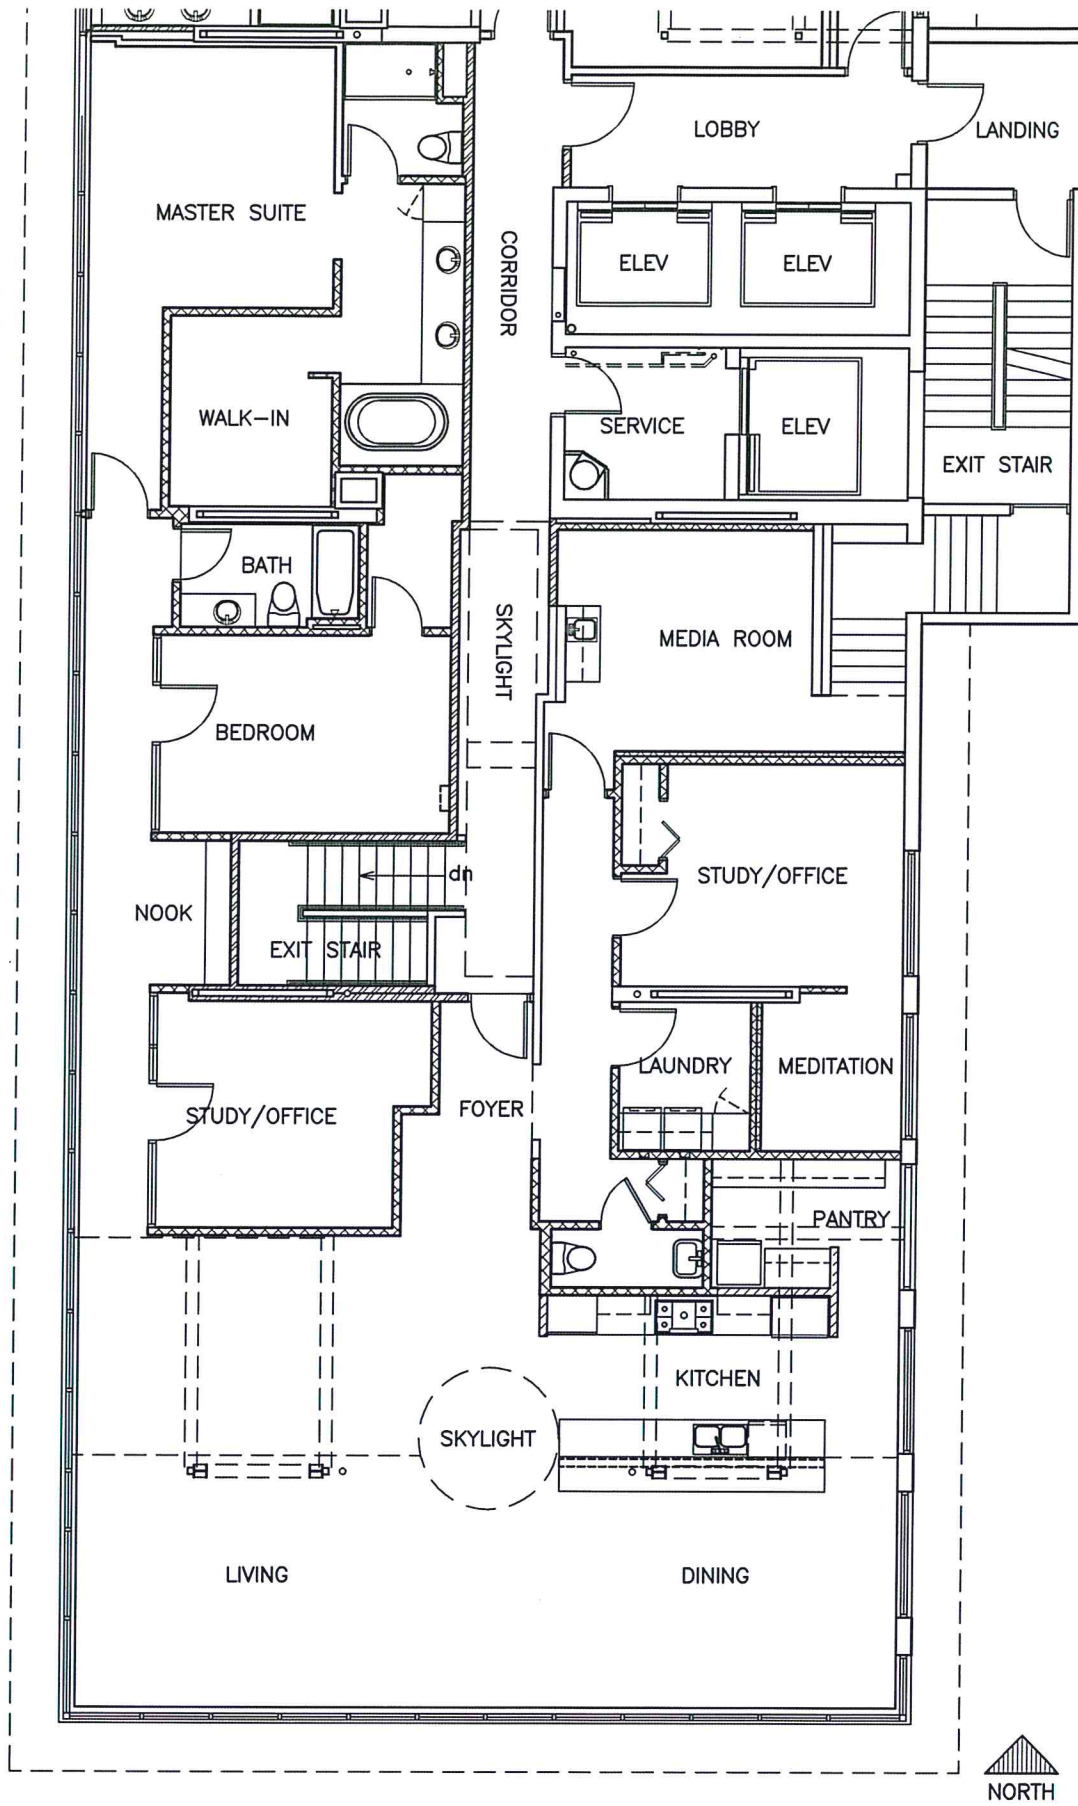 LOBBY
LANDING
MASTER SUITE
CORRIDOR
ELEV
ELEV
WALK-IN
SERVICE
ELEV
EXIT STAIR
BATH
SKYLIGHT
MEDIA ROOM
BEDROOM
dn
STUDY/OFFICE
NOOK
EXIT STAIR
LAUNDRY
MEDITATION
STUDY/OFFICE
FOYER
PANTRY
KITCHEN
SKYLIGHT
LIVING
DINING
NORTH